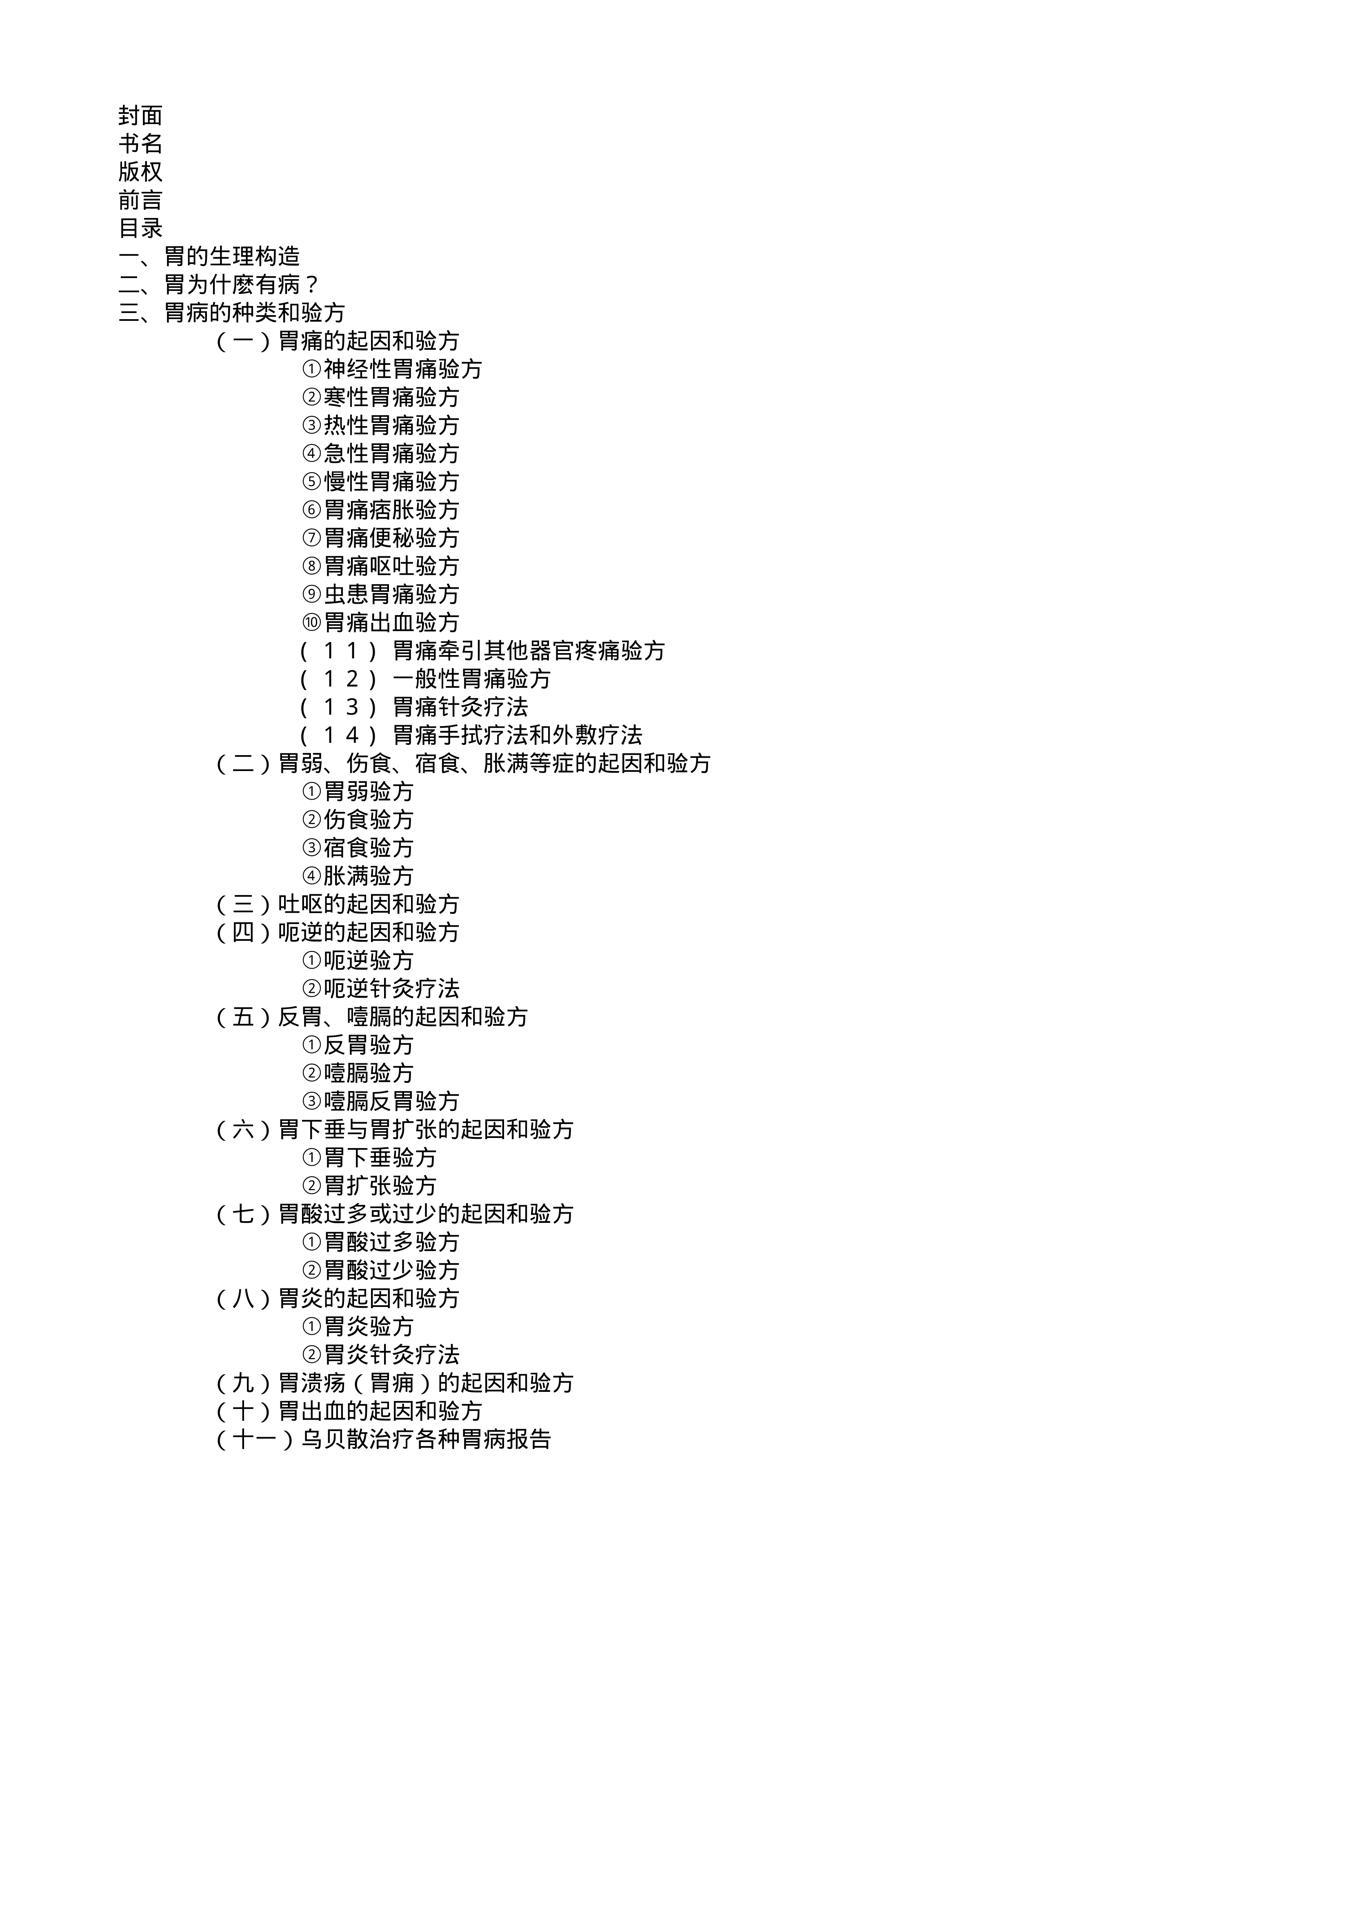 封面
书名
版权
前言
目录
一、胃的生理构造
二、胃为什麽有病？
三、胃病的种类和验方
（一）胃痛的起因和验方
①神经性胃痛验方
②寒性胃痛验方
③热性胃痛验方
④急性胃痛验方
⑤慢性胃痛验方
⑥胃痛痞胀验方
⑦胃痛便秘验方
⑧胃痛呕吐验方
⑨虫患胃痛验方
⑩胃痛出血验方
(11) 胃痛牵引其他器官疼痛验方
(12) 一般性胃痛验方
(13) 胃痛针灸疗法
(14) 胃痛手拭疗法和外敷疗法
（二）胃弱、伤食、宿食、胀满等症的起因和验方
①胃弱验方
②伤食验方
③宿食验方
④胀满验方
（三）吐呕的起因和验方
（四）呃逆的起因和验方
①呃逆验方
②呃逆针灸疗法
（五）反胃、噎膈的起因和验方
①反胃验方
②噎膈验方
③噎膈反胃验方
（六）胃下垂与胃扩张的起因和验方
①胃下垂验方
②胃扩张验方
（七）胃酸过多或过少的起因和验方
①胃酸过多验方
②胃酸过少验方
（八）胃炎的起因和验方
①胃炎验方
②胃炎针灸疗法
（九）胃溃疡（胃痈）的起因和验方
（十）胃出血的起因和验方
（十一）乌贝散治疗各种胃病报告